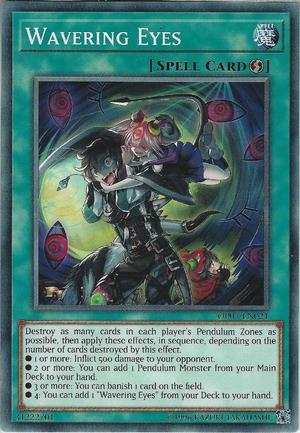 WAVERING EYES
[SPELL CARD]
Destroy as many cards in each player's Pendulum Zones as
possible, then apply these effects, in sequence, depending on
the number of cards destroyed by this effect.
● 1 or more: Inflict 500 damage to your opponent.
● 2 or more: You can add 1 Pendulum Monster from your Main
Deck to your hand.
● 3 or more: You can banish 1 card on the field.
● 4: You can add 1 "Wavering Eyes" from your Deck to your hand.
©1996 KAZUKI TAKAHASHI